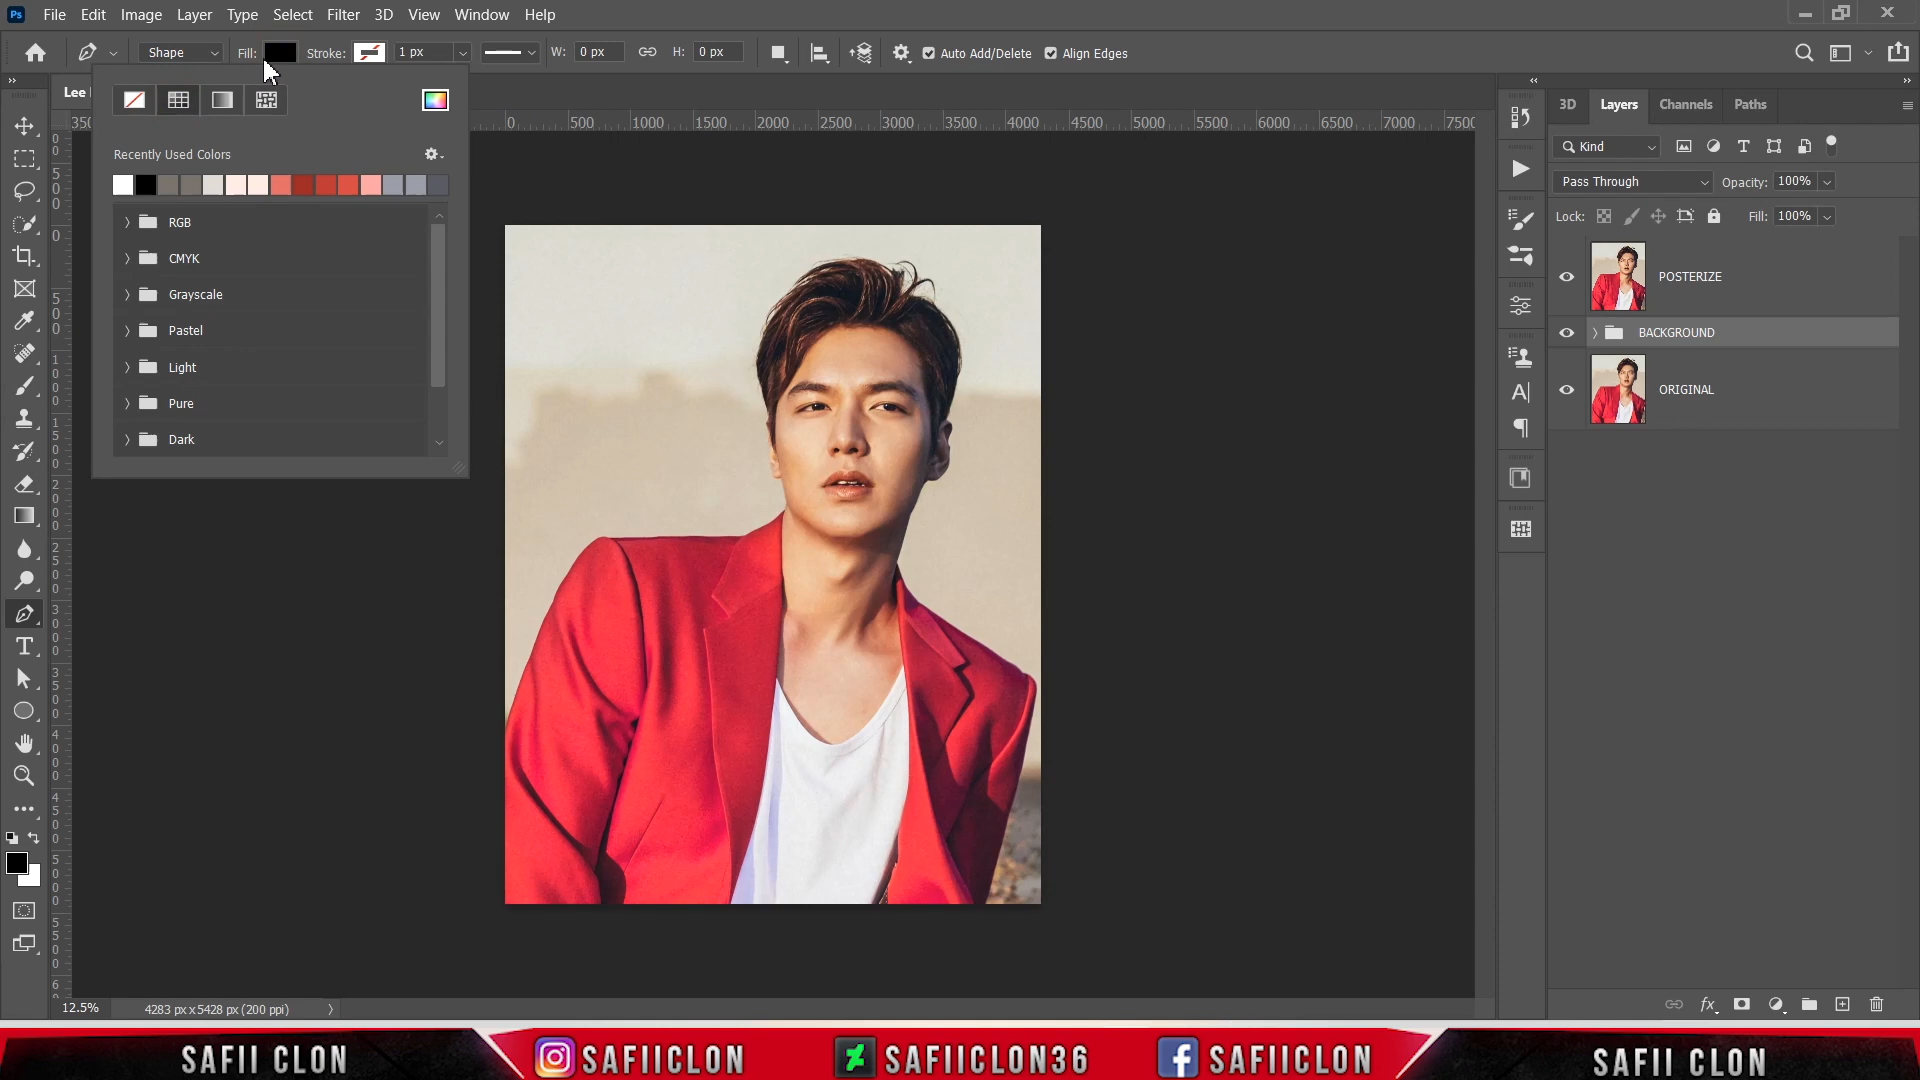 Ps File Edit Image Layer Type Select Filter 3D View Window Help
Shape Fill: Stroke: 1 px W: 0 px H: 0 px Auto Add/Delete Align Edges
Lee
0 500 1000 1500 2000 2500 3000 3500 4000 4500 5000 5500 6000 6500 7000 7500
Recently Used Colors
RGB
CMYK
Grayscale
Pastel
Light
Pure
Dark
3D Layers Channels Paths
Kind
Pass Through Opacity: 100%
Lock: Fill: 100%
POSTERIZE
BACKGROUND
ORIGINAL
12.5% 4283 px x 5428 px (200 ppi)
SAFII CLON SAFIICLON SAFIICLON36 SAFIICLON SAFII CLON